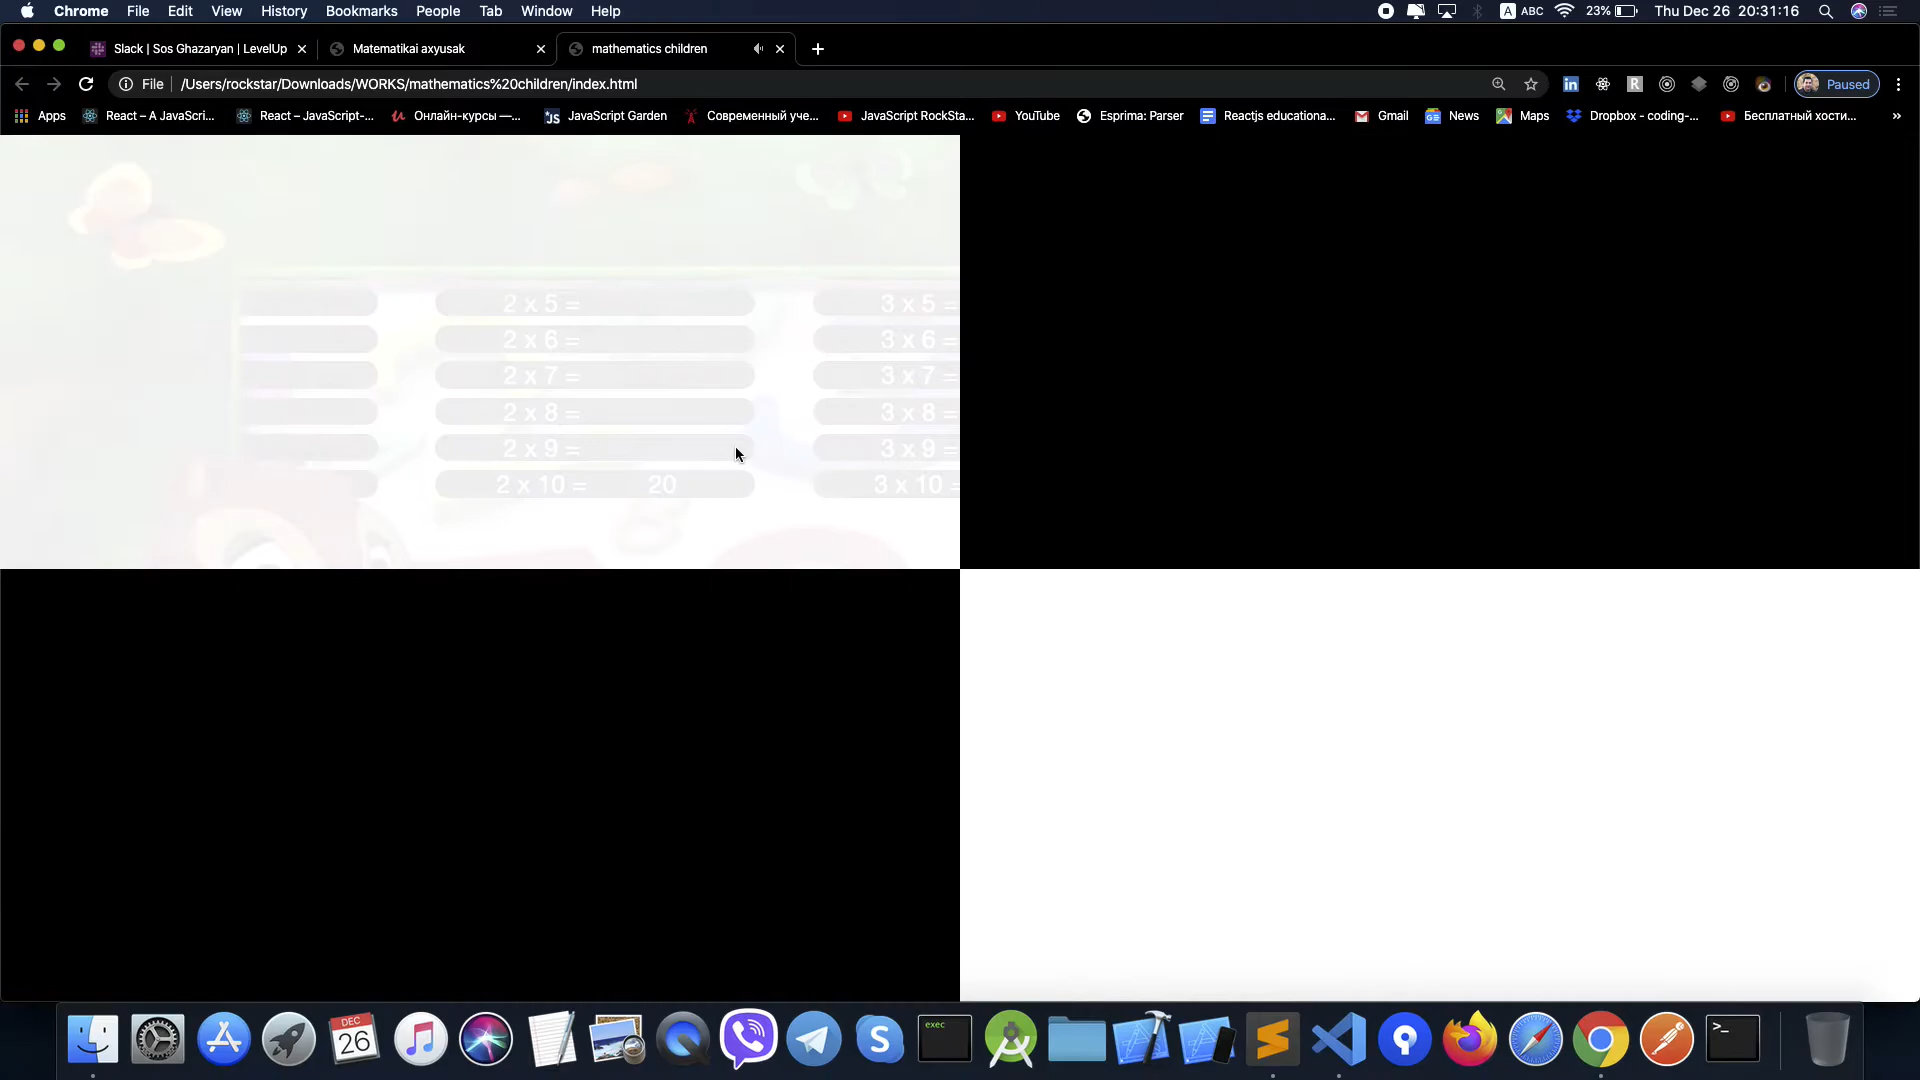 Chrome File Edit View History Bookmarks People Tab Window Help A ABC 23% Thu Dec 26 20:31:16
Slack | Sos Ghazaryan | LevelUp Matematikai axyusak mathematics children
File /Users/rockstar/Downloads/WORKS/mathematics%20children/index.html in R Paused
Apps React – A JavaScri... React – JavaScript-... Онлайн-курсы —... JS JavaScript Garden Современный уче... JavaScript RockSta... YouTube Esprima: Parser Reactjs educationa... Gmail GE News Maps Dropbox - coding-... Бесплатный хости... »
2 x 5 = 3 x 5 =
2 x 6 = 3 x 6 =
2 x 7 = 3 x 7 =
2 x 8 = 3 x 8 =
2 x 9 = 3 x 9 =
2 x 10 = 20 3 x 10 =
DEC
26
exec
>_